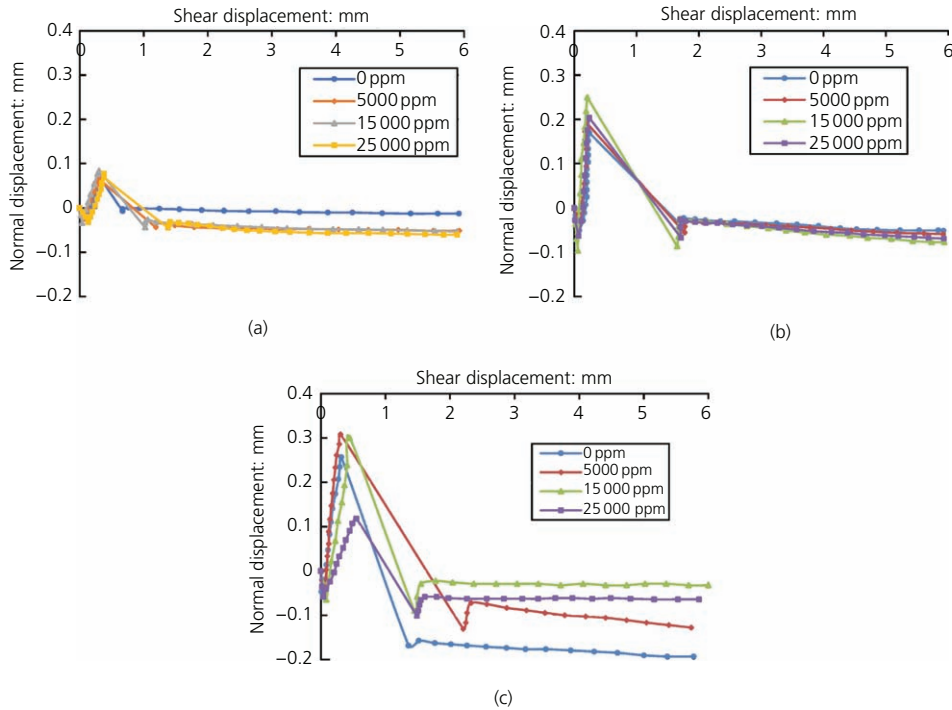 Shear displacement: mm
0 1 2 3 4 5 6
0.4
0.3
0.2
0.1
0
−0.1
−0.2
Normal displacement: mm
0 ppm
5000 ppm
15 000 ppm
25 000 ppm
(a)
Shear displacement: mm
0 1 2 3 4 5 6
0.4
0.3
0.2
0.1
0
−0.1
−0.2
Normal displacement: mm
0 ppm
5000 ppm
15 000 ppm
25 000 ppm
(b)
Shear displacement: mm
0 1 2 3 4 5 6
0.4
0.3
0.2
0.1
0
−0.1
−0.2
Normal displacement: mm
0 ppm
5000 ppm
15 000 ppm
25 000 ppm
(c)